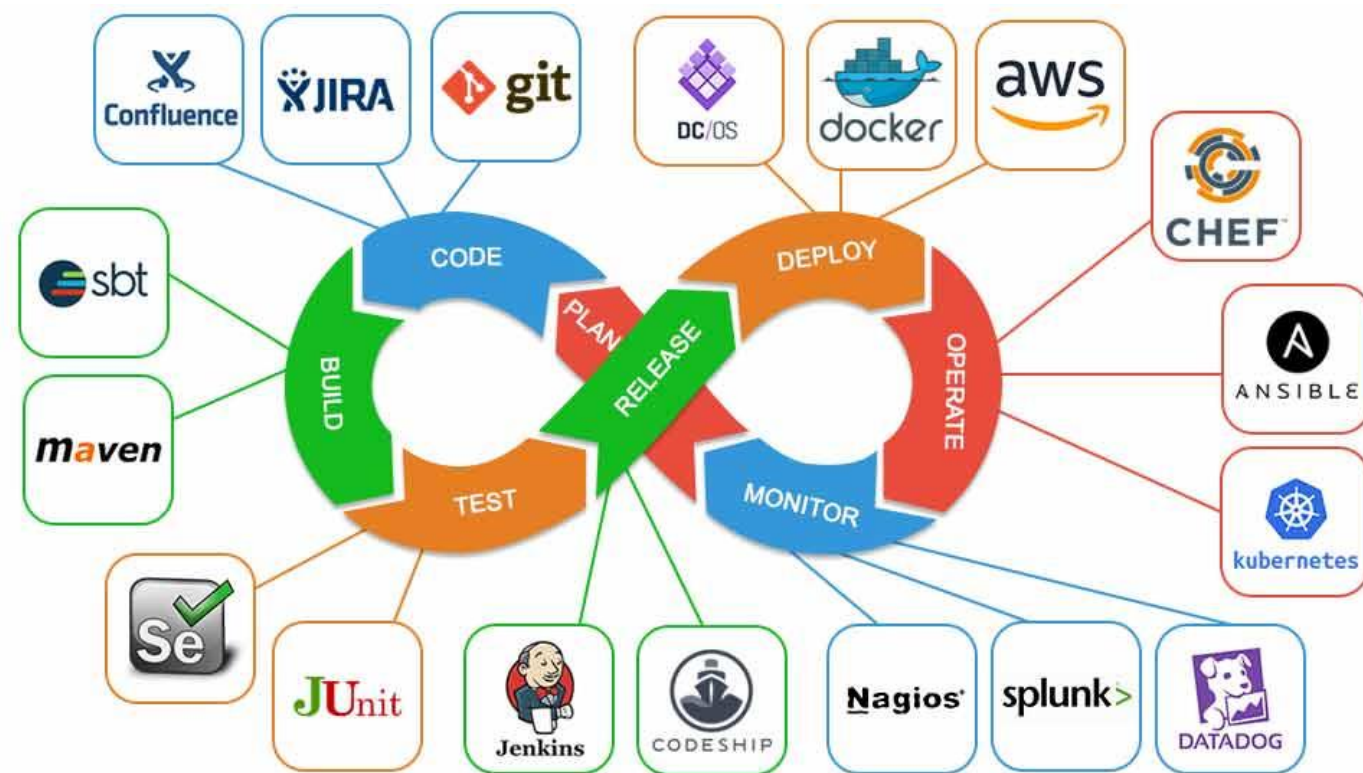 Confluence
JIRA
git
DC/OS
docker
aws
CHEF™
sbt
CODE
DEPLOY
PLAN
RELEASE
BUILD
OPERATE
ANSIBLE
maven
TEST
MONITOR
kubernetes
Se
JUnit
Jenkins
CODESHIP
Nagios®
splunk>
DATADOG